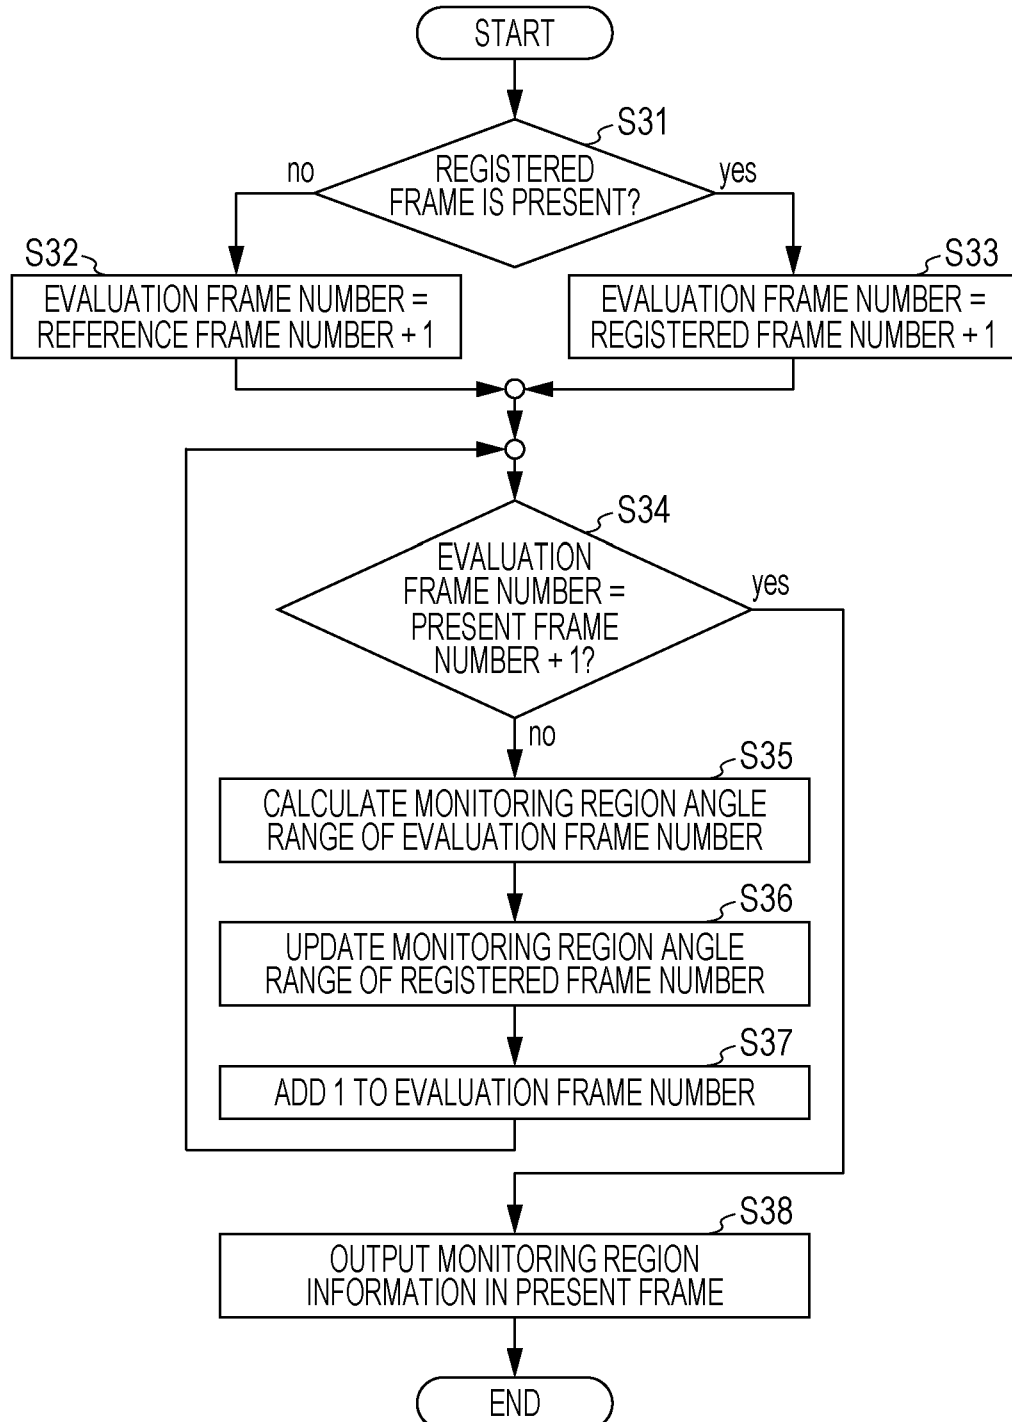 START
S31
REGISTERED
FRAME IS PRESENT?
no
yes
S32
EVALUATION FRAME NUMBER =
REFERENCE FRAME NUMBER + 1
S33
EVALUATION FRAME NUMBER =
REGISTERED FRAME NUMBER + 1
S34
EVALUATION
FRAME NUMBER =
PRESENT FRAME
NUMBER + 1?
yes
no
S35
CALCULATE MONITORING REGION ANGLE
RANGE OF EVALUATION FRAME NUMBER
S36
UPDATE MONITORING REGION ANGLE
RANGE OF REGISTERED FRAME NUMBER
S37
ADD 1 TO EVALUATION FRAME NUMBER
S38
OUTPUT MONITORING REGION
INFORMATION IN PRESENT FRAME
END